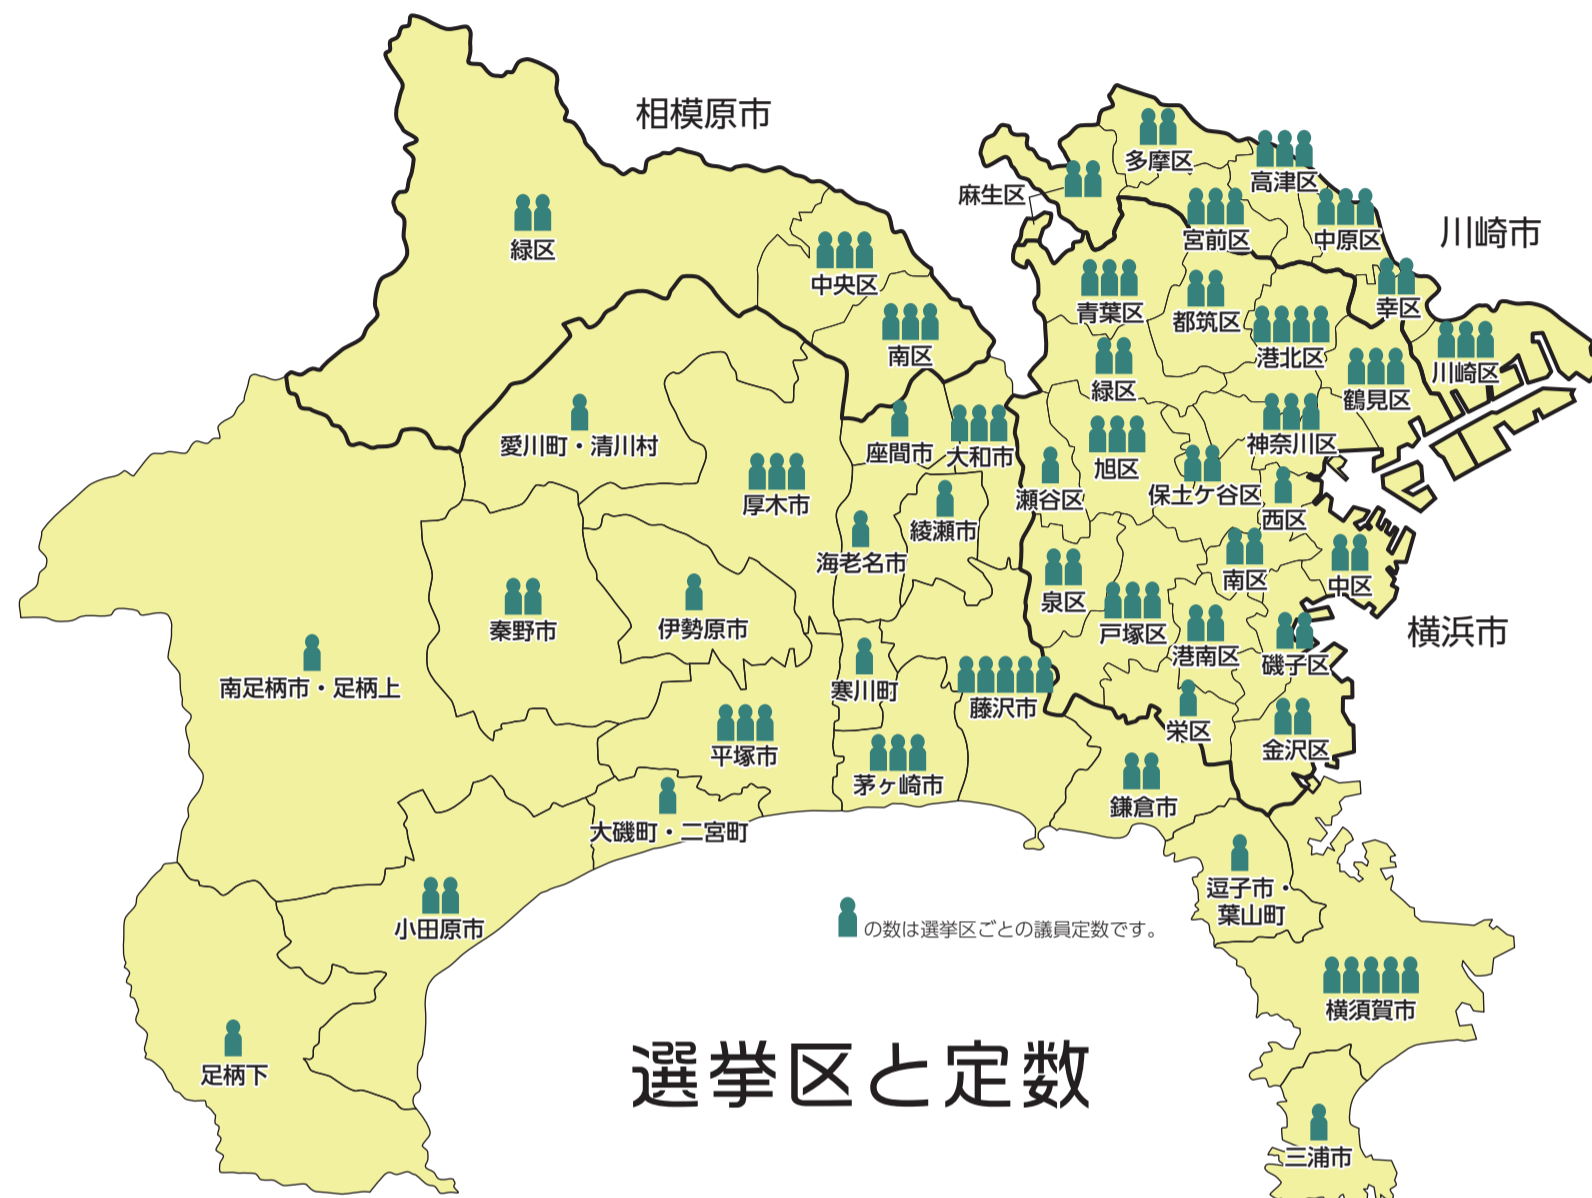 相模原市
多摩区
高津区
麻生区
川崎市
宮前区
中原区
緑区
中央区
青葉区
都筑区
幸区
南区
港北区
川崎区
緑区
鶴見区
愛川町・清川村
座間市
大和市
旭区
神奈川区
厚木市
瀬谷区
保土ケ谷区
西区
綾瀬市
海老名市
南区
中区
泉区
秦野市
伊勢原市
戸塚区
横浜市
港南区
磯子区
南足柄市・足柄上
寒川町
藤沢市
栄区
金沢区
平塚市
茅ヶ崎市
鎌倉市
大磯町・二宮町
逗子市・
葉山町
小田原市
の数は選挙区ごとの議員定数です。
横須賀市
足柄下
選挙区と定数
三浦市